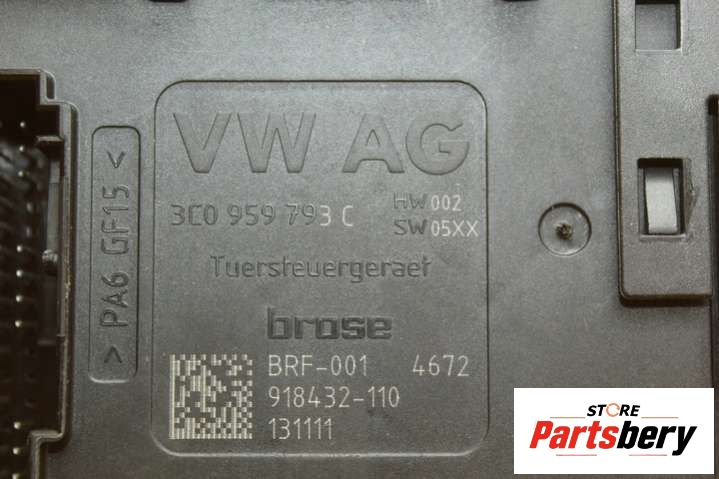 VW AG
3C0 959 793 C
HW 002
SW 05XX
Tuersteuergeraet
brose
BRF-001 4672
918432-110
131111
> PA6 GF15 <
STORE
Partsbery